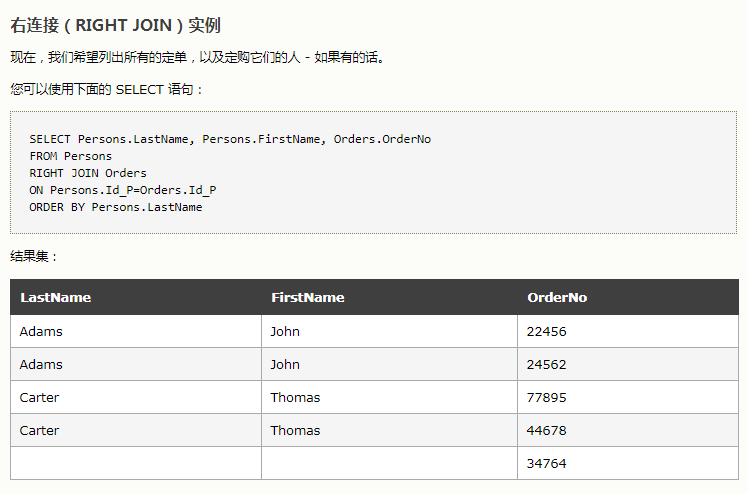 右连接（RIGHT JOIN）实例
现在，我们希望列出所有的定单，以及定购它们的人 - 如果有的话。
您可以使用下面的 SELECT 语句：
SELECT Persons.LastName, Persons.FirstName, Orders.OrderNo
FROM Persons
RIGHT JOIN Orders
ON Persons.Id_P=Orders.Id_P
ORDER BY Persons.LastName
结果集：
LastName FirstName OrderNo
Adams John 22456
Adams John 24562
Carter Thomas 77895
Carter Thomas 44678
34764